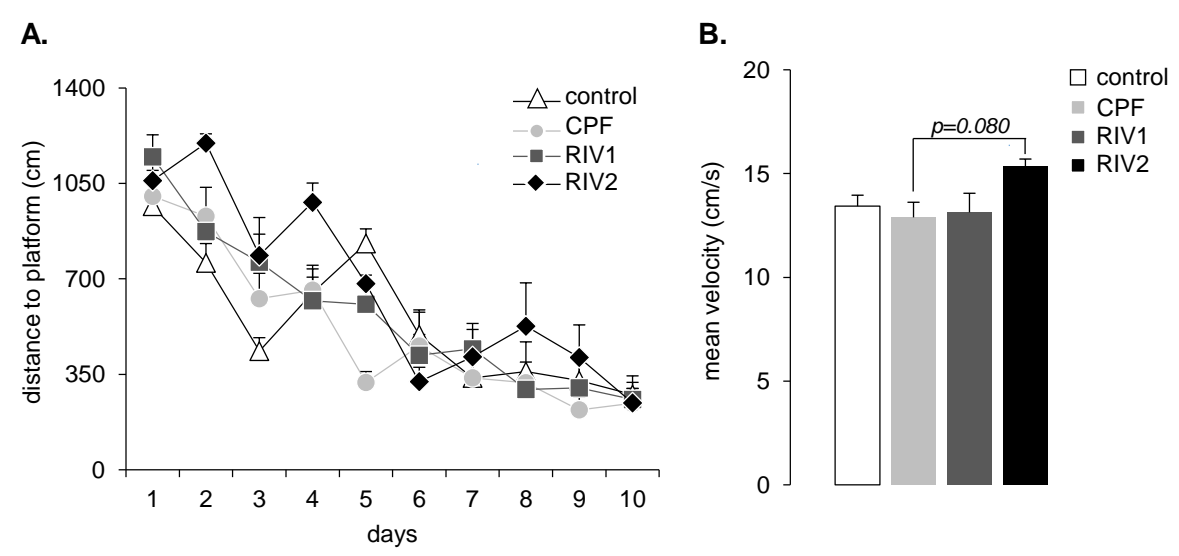 A.
distance to platform (cm)
1400
1050
700
350
0
1 2 3 4 5 6 7 8 9 10
days
control
CPF
RIV1
RIV2
B.
mean velocity (cm/s)
20
15
10
5
0
p=0.080
control
CPF
RIV1
RIV2